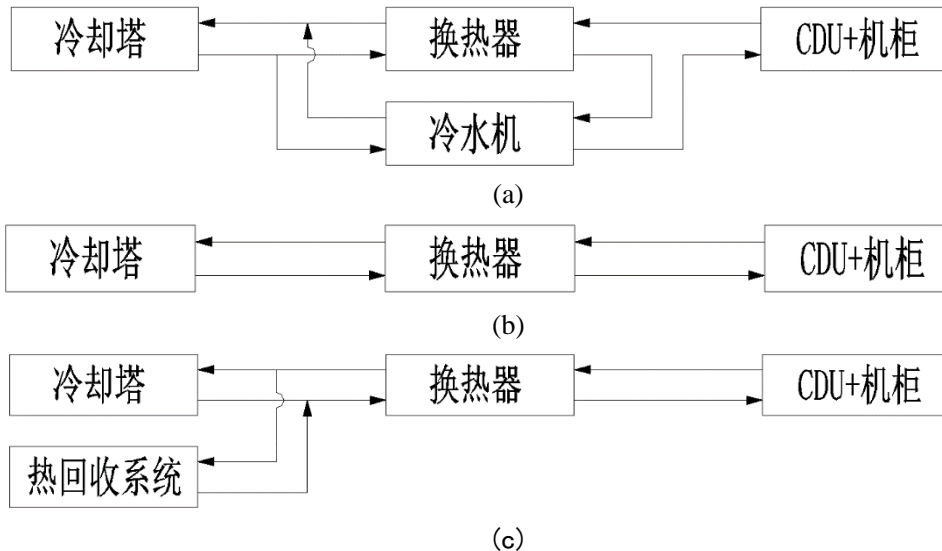 冷却塔 换热器 CDU+机柜
冷水机
(a)
冷却塔 换热器 CDU+机柜
(b)
冷却塔 换热器 CDU+机柜
热回收系统
(c)